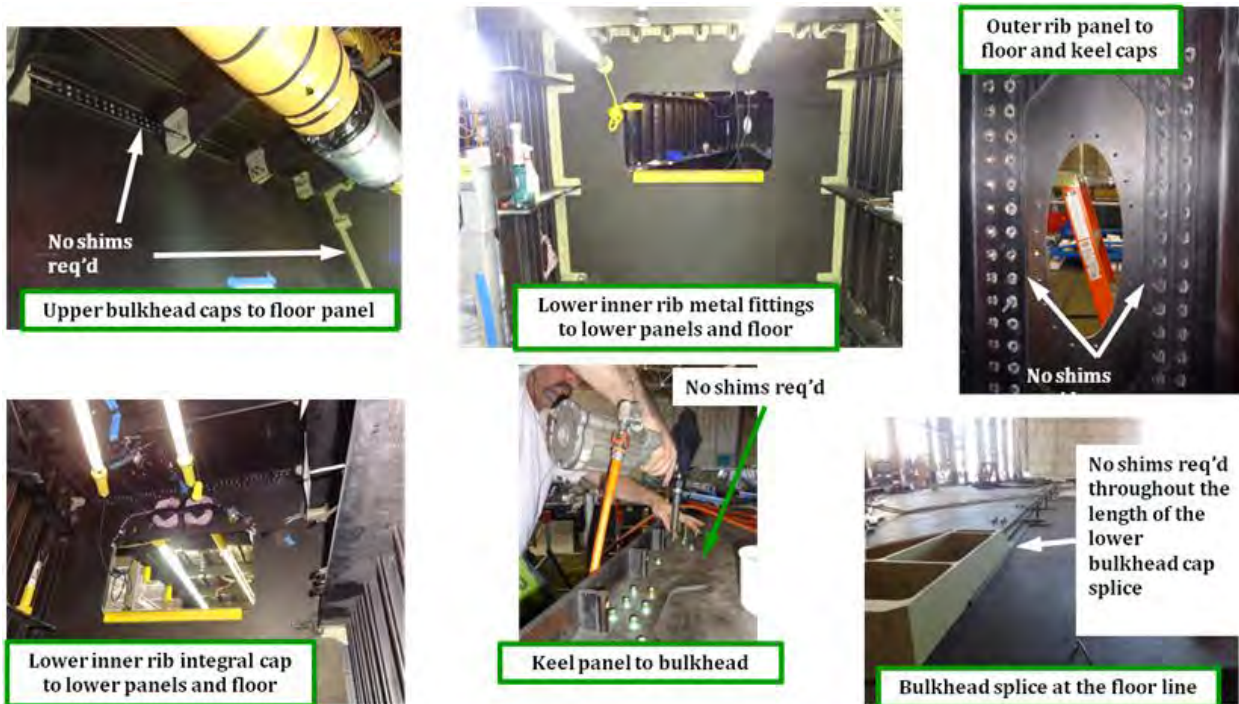 No shims
req'd
Upper bulkhead caps to floor panel
Lower inner rib metal fittings
to lower panels and floor
Outer rib panel to
floor and keel caps
No shims
Lower inner rib integral cap
to lower panels and floor
No shims req'd
Keel panel to bulkhead
No shims req'd
throughout the
length of the
lower
bulkhead cap
splice
Bulkhead splice at the floor line